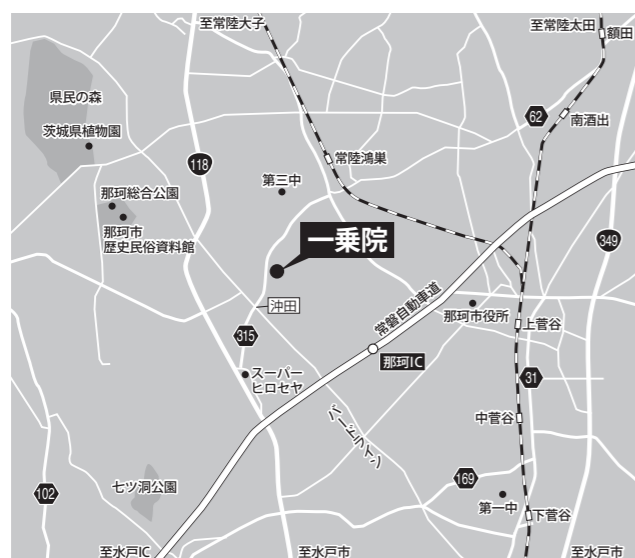 至常陸大子
至常陸太田
額田
県民の森
62
南酒出
茨城県植物園
118
常陸鴻巣
第三中
那珂総合公園
那珂市
歴史民俗資料館
一乗院
349
沖田
常磐自動車道
那珂市役所
上菅谷
315
那珂IC
スーパー
ヒロセヤ
31
バードライン
中菅谷
169
七ツ洞公園
102
第一中
下菅谷
至水戸IC
至水戸市
至水戸市